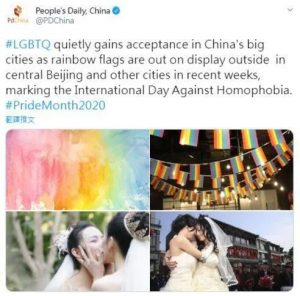 People's Daily, China
@PDChina
#LGBTQ quietly gains acceptance in China's big
cities as rainbow flags are out on display outside in
central Beijing and other cities in recent weeks,
marking the International Day Against Homophobia.
#PrideMonth2020
翻譯推文